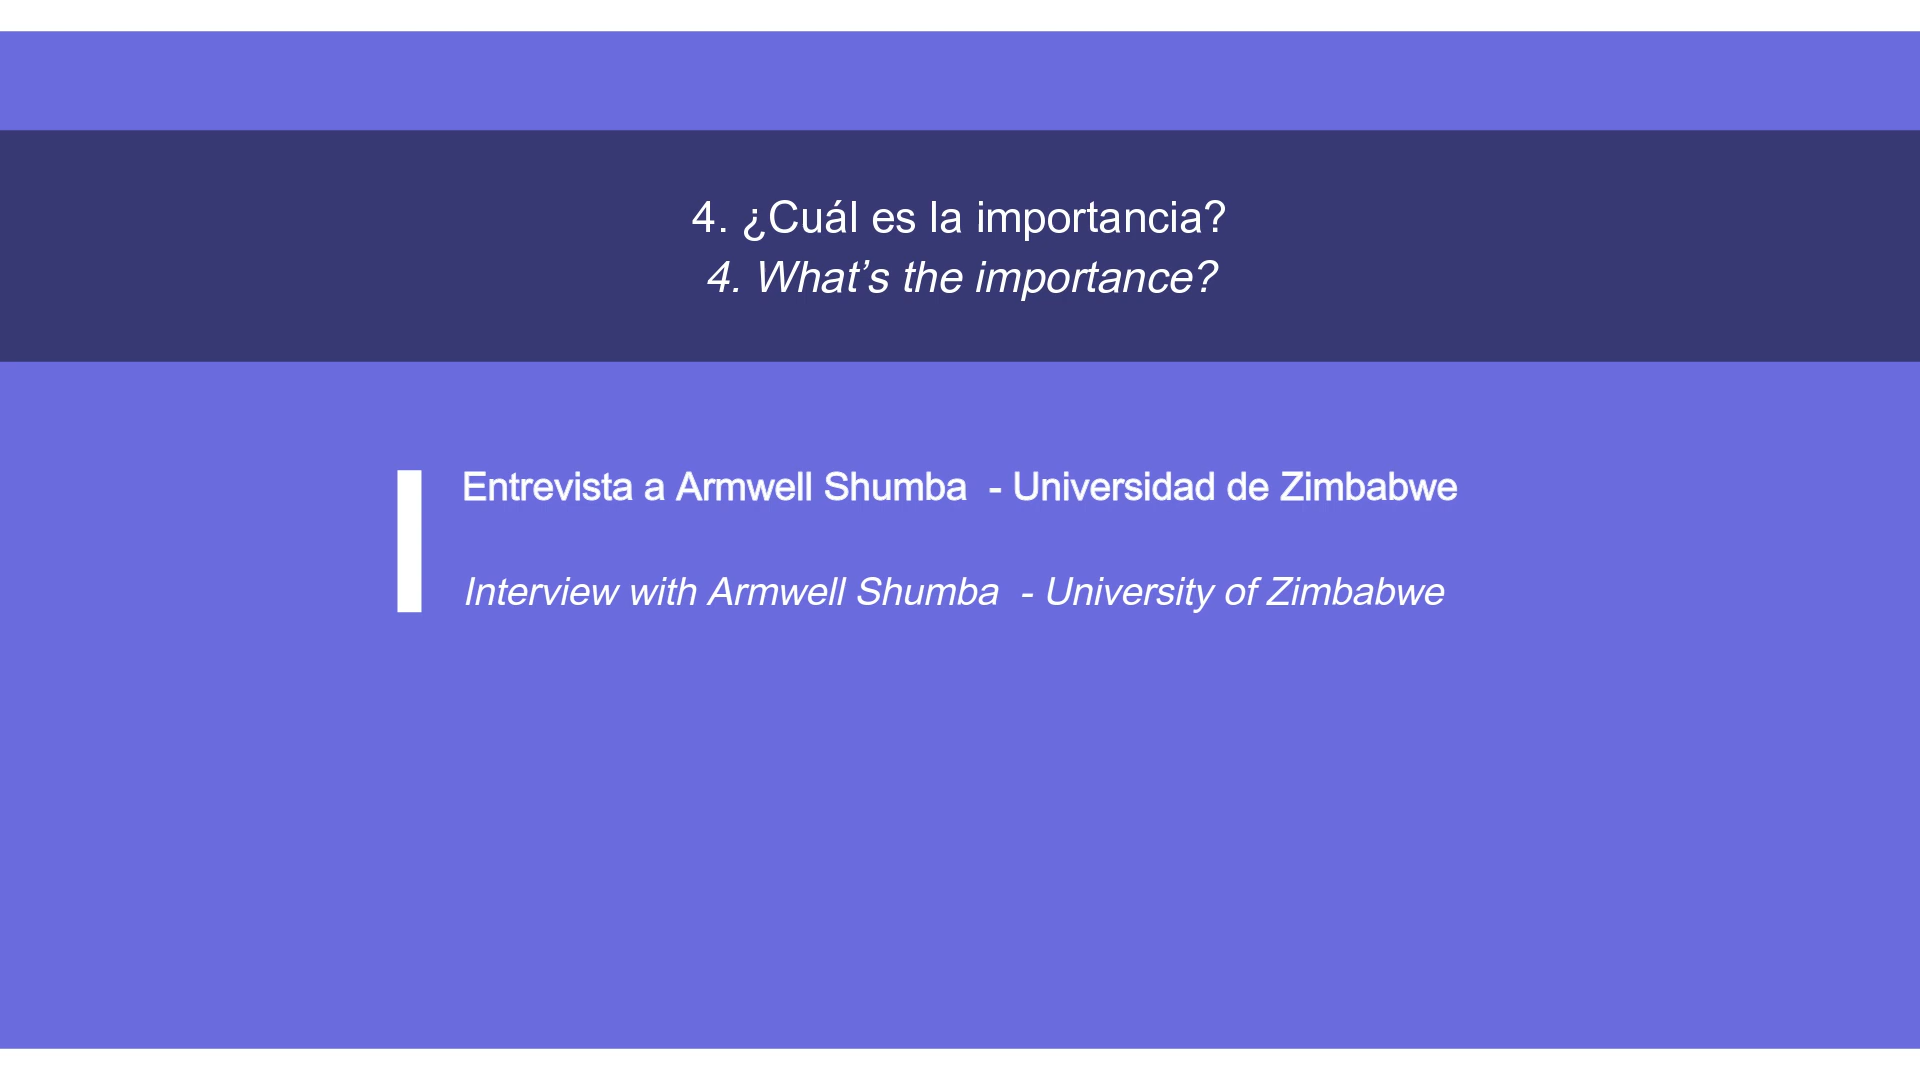 4. ¿Cuál es la importancia?
4. What’s the importance?
Entrevista a Armwell Shumba - Universidad de Zimbabwe
Interview with Armwell Shumba - University of Zimbabwe